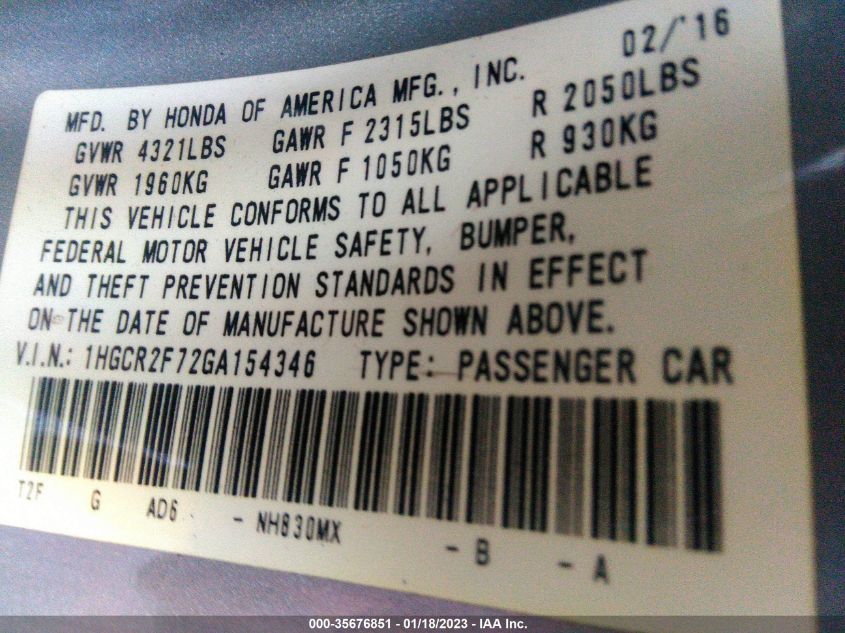 02/'16
MFD. BY HONDA OF AMERICA MFG., INC.
GVWR 4321LBS GAWR F 2315LBS R 2050LBS
GVWR 1960KG GAWR F 1050KG R 930KG
THIS VEHICLE CONFORMS TO ALL APPLICABLE
FEDERAL MOTOR VEHICLE SAFETY, BUMPER,
AND THEFT PREVENTION STANDARDS IN EFFECT
ON THE DATE OF MANUFACTURE SHOWN ABOVE.
V.I.N.: 1HGCR2F72GA154346 TYPE: PASSENGER CAR
T2F G AD6 - NH830MX - B - A
000-35676851 - 01/18/2023 - IAA Inc.